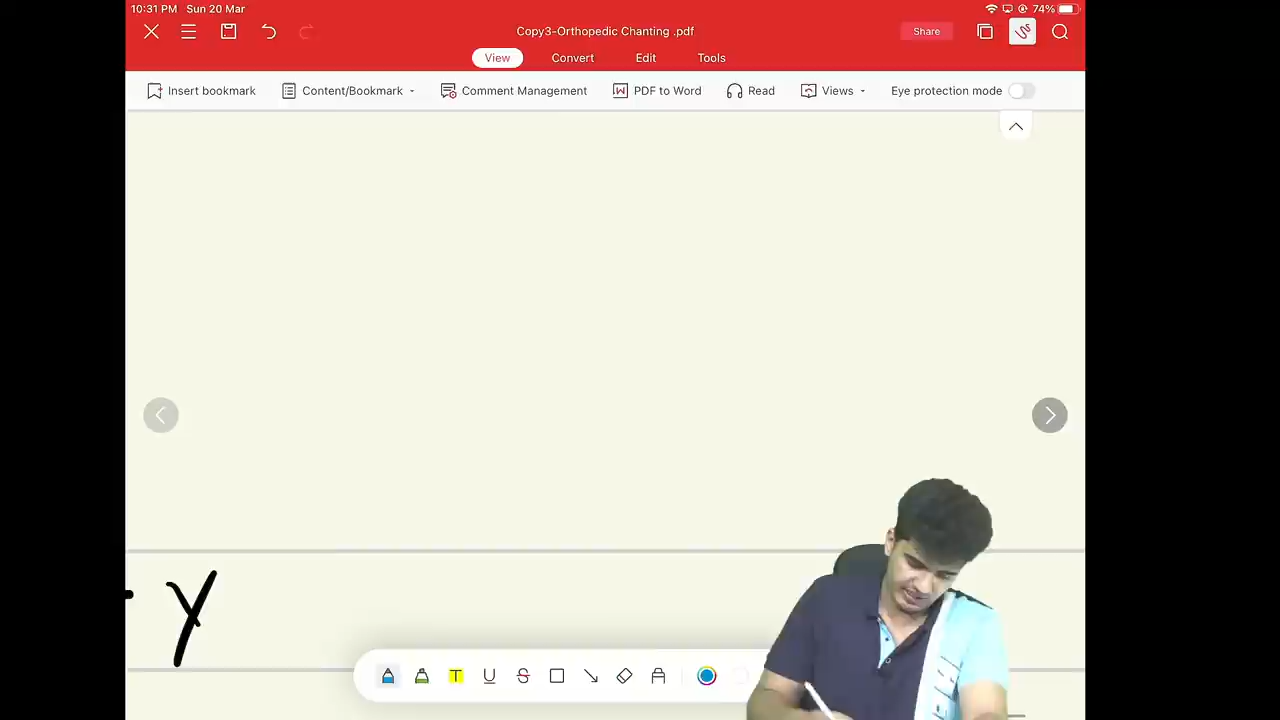 10:31 PM Sun 20 Mar 74%
Copy3-Orthopedic Chanting .pdf
Share
View Convert Edit Tools
Insert bookmark Content/Bookmark Comment Management PDF to Word Read Views Eye protection mode
Y